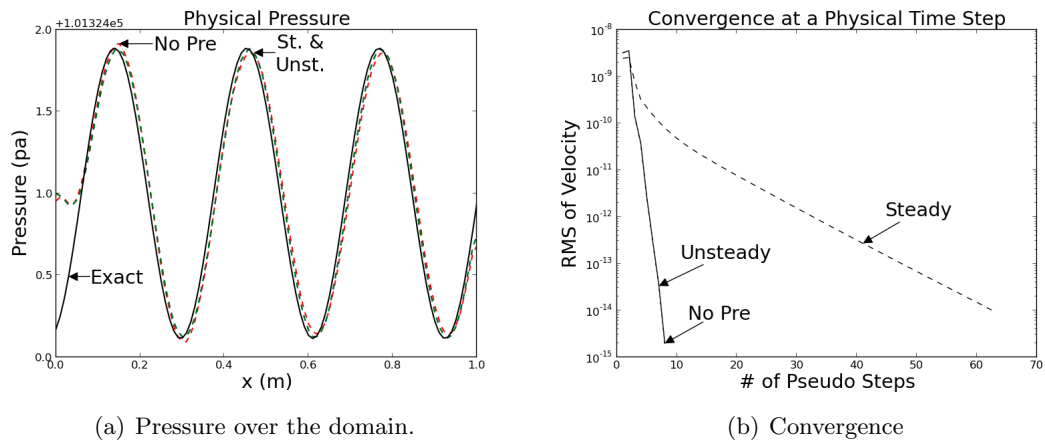 Physical Pressure
+1.01324e5
2.0
1.5
1.0
0.5
0.0
Pressure (pa)
No Pre
St. &
Unst.
Exact
0.0 0.2 0.4 0.6 0.8 1.0
x (m)
(a) Pressure over the domain.
Convergence at a Physical Time Step
10^-8
10^-9
10^-10
10^-11
10^-12
10^-13
10^-14
10^-15
RMS of Velocity
Steady
Unsteady
No Pre
0 10 20 30 40 50 60 70
# of Pseudo Steps
(b) Convergence